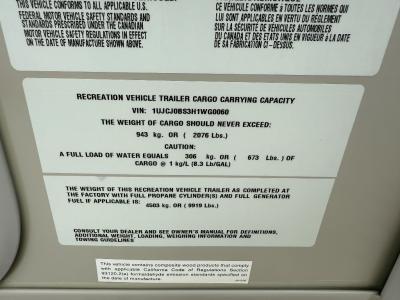 THIS VEHICLE CONFORMS TO ALL APPLICABLE U.S.
FEDERAL MOTOR VEHICLE SAFETY STANDARDS AND
STANDARDS PRESCRIBED UNDER THE CANADIAN
MOTOR VEHICLE SAFETY REGULATIONS IN EFFECT
ON THE DATE OF MANUFACTURE SHOWN ABOVE.
CE VÉHICULE CONFORME à TOUTES LES NORMES QUI
LUI SONT APPLICABLES EN VERTU DU RÉGLEMENT
SUR LA SÉCURITÉ DE VÉHICULES AUTOMOBILES
DU CANADA ET DES ETATS UNIS EN VIGUEUR à LA DATE
DE SA FABRICATION CI - DESSUS.
RECREATION VEHICLE TRAILER CARGO CARRYING CAPACITY
VIN: 1UJCJ0BS3H1WG0060
THE WEIGHT OF CARGO SHOULD NEVER EXCEED:
943 kg. OR ( 2076 Lbs.)
CAUTION:
A FULL LOAD OF WATER EQUALS 306 kg OR ( 673 Lbs. ) OF
CARGO @ 1 kg/L (8.3 Lb/GAL)
THE WEIGHT OF THIS RECREATION VEHICLE TRAILER AS COMPLETED AT
THE FACTORY WITH FULL PROPANE CYLINDER(S) AND FULL GENERATOR
FUEL IF APPLICABLE IS:
4503 kg. OR ( 9919 Lbs.)
CONSULT YOUR DEALER AND SEE OWNER'S MANUAL FOR DEFINITIONS,
ADDITIONAL WEIGHT, LOADING, WEIGHING INFORMATION AND
TOWING GUIDELINES
This vehicle contains composite wood products that comply
with applicable California Code of Regulations Section
93120.2(a) formaldehyde emission standards specified on
the date of manufacture.